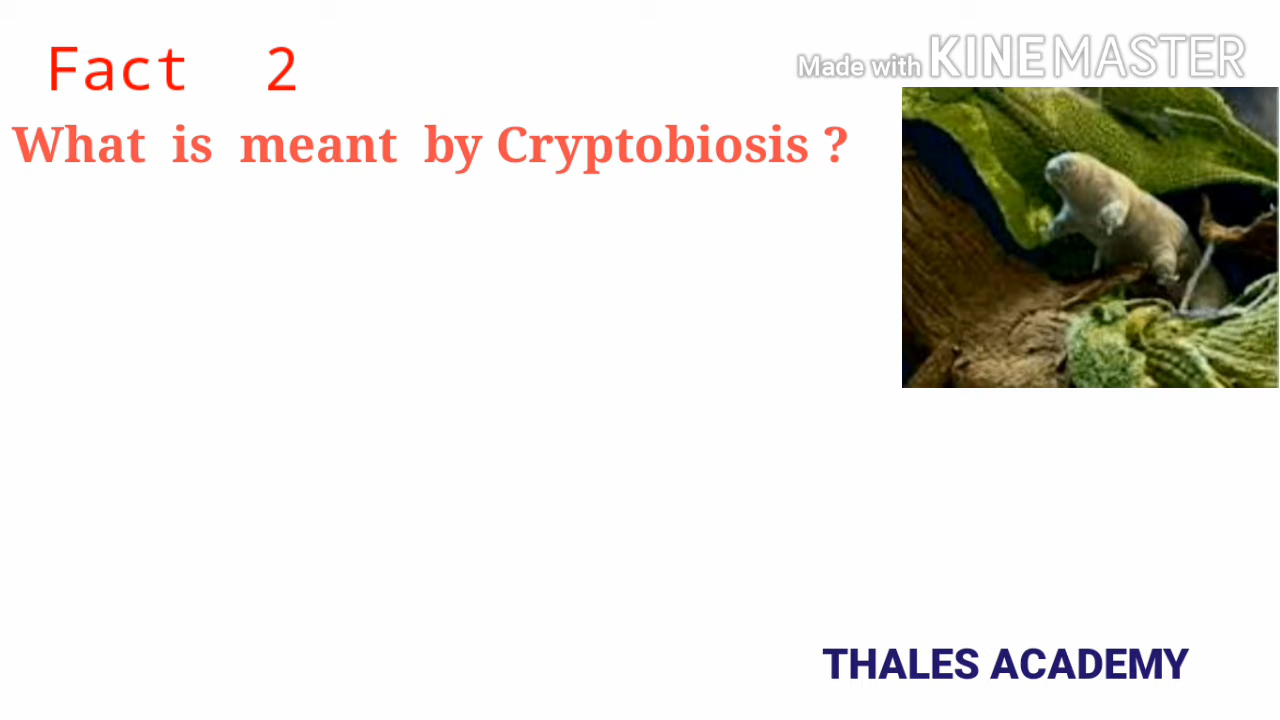 Fact 2
Made with KINEMASTER
What is meant by Cryptobiosis ?
THALES ACADEMY